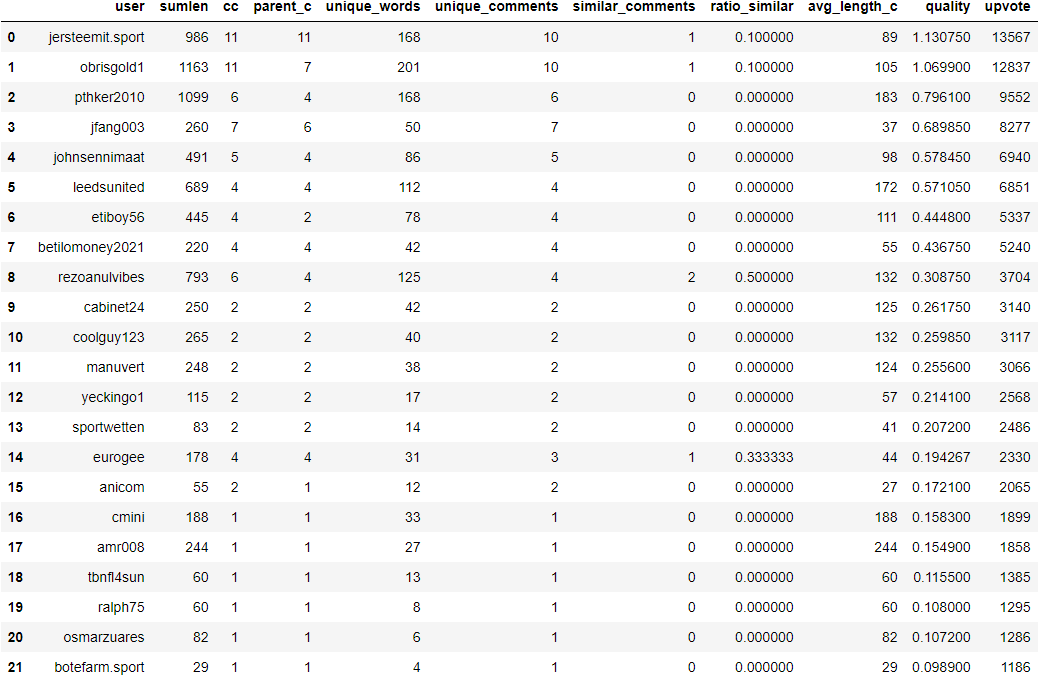 user sumlen cc parent_c unique_words unique_comments similar_comments ratio_similar avg_length_c quality upvote
0 jersteemit.sport 986 11 11 168 10 1 0.100000 89 1.130750 13567
1 obrisgold1 1163 11 7 201 10 1 0.100000 105 1.069900 12837
2 pthker2010 1099 6 4 168 6 0 0.000000 183 0.796100 9552
3 jfang003 260 7 6 50 7 0 0.000000 37 0.689850 8277
4 johnsennimaat 491 5 4 86 5 0 0.000000 98 0.578450 6940
5 leedsunited 689 4 4 112 4 0 0.000000 172 0.571050 6851
6 etiboy56 445 4 2 78 4 0 0.000000 111 0.444800 5337
7 betilomoney2021 220 4 4 42 4 0 0.000000 55 0.436750 5240
8 rezoanulvibes 793 6 4 125 4 2 0.500000 132 0.308750 3704
9 cabinet24 250 2 2 42 2 0 0.000000 125 0.261750 3140
10 coolguy123 265 2 2 40 2 0 0.000000 132 0.259850 3117
11 manuvert 248 2 2 38 2 0 0.000000 124 0.255600 3066
12 yeckingo1 115 2 2 17 2 0 0.000000 57 0.214100 2568
13 sportwetten 83 2 2 14 2 0 0.000000 41 0.207200 2486
14 eurogee 178 4 4 31 3 1 0.333333 44 0.194267 2330
15 anicom 55 2 1 12 2 0 0.000000 27 0.172100 2065
16 cmini 188 1 1 33 1 0 0.000000 188 0.158300 1899
17 amr008 244 1 1 27 1 0 0.000000 244 0.154900 1858
18 tbnfl4sun 60 1 1 13 1 0 0.000000 60 0.115500 1385
19 ralph75 60 1 1 8 1 0 0.000000 60 0.108000 1295
20 osmarzuares 82 1 1 6 1 0 0.000000 82 0.107200 1286
21 botefarm.sport 29 1 1 4 1 0 0.000000 29 0.098900 1186